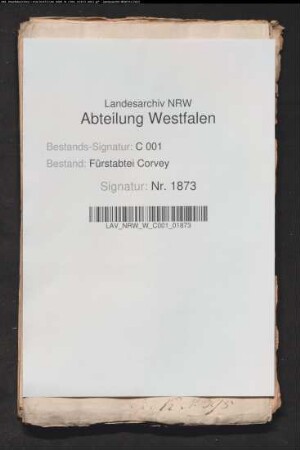 Landesarchiv NRW
Abteilung Westfalen
Bestands-Signatur: C 001
Bestand: Fürstabtei Corvey
Signatur: Nr. 1873
LAV_NRW_W_C001_01873